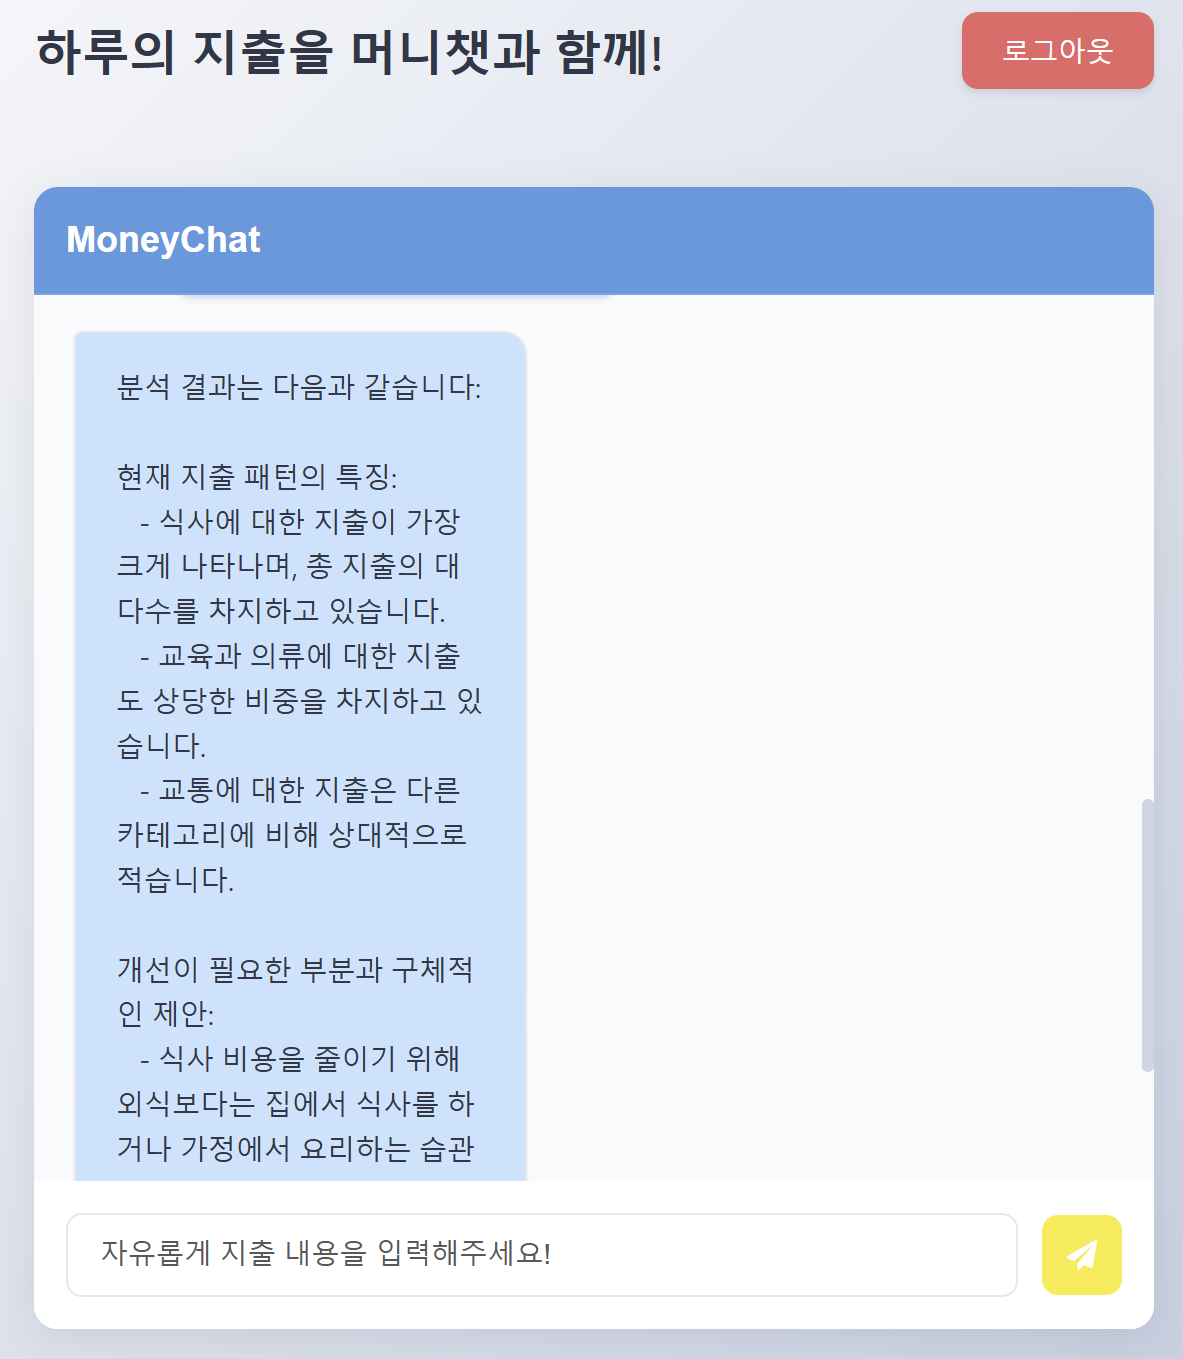 하루의 지출을 머니챗과 함께!
로그아웃
MoneyChat
분석 결과는 다음과 같습니다:
현재 지출 패턴의 특징:
- 식사에 대한 지출이 가장
크게 나타나며, 총 지출의 대
다수를 차지하고 있습니다.
- 교육과 의류에 대한 지출
도 상당한 비중을 차지하고 있
습니다.
- 교통에 대한 지출은 다른
카테고리에 비해 상대적으로
적습니다.
개선이 필요한 부분과 구체적
인 제안:
- 식사 비용을 줄이기 위해
외식보다는 집에서 식사를 하
거나 가정에서 요리하는 습관
자유롭게 지출 내용을 입력해주세요!